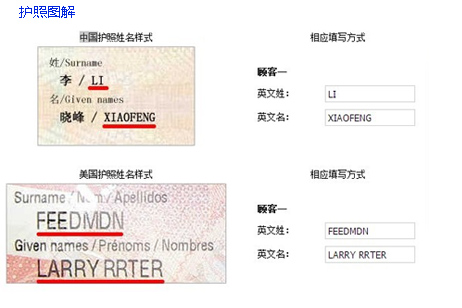 护照图解
中国护照姓名样式
相应填写方式
姓/Surname
李 / LI
名/Given names
晓峰 / XIAOFENG
顾客一
英文姓: LI
英文名: XIAOFENG
美国护照姓名样式
相应填写方式
Surname / Nom / Apellidos
FEEDMDN
Given names / Prénoms / Nombres
LARRY RRTER
顾客一
英文姓: FEEDMDN
英文名: LARRY RRTER